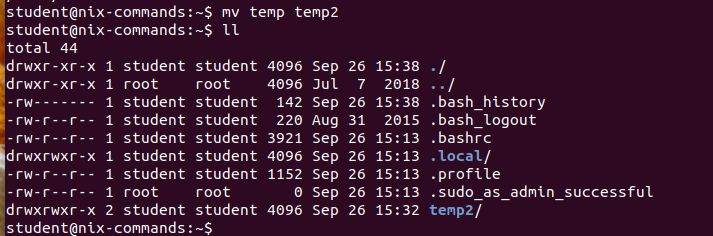 student@nix-commands:~$ mv temp temp2
student@nix-commands:~$ ll
total 44
drwxr-xr-x 1 student student 4096 Sep 26 15:38 ./
drwxr-xr-x 1 root    root    4096 Jul  7  2018 ../
-rw------- 1 student student  142 Sep 26 15:38 .bash_history
-rw-r--r-- 1 student student  220 Aug 31  2015 .bash_logout
-rw-r--r-- 1 student student 3921 Sep 26 15:13 .bashrc
drwxrwxr-x 1 student student 4096 Sep 26 15:13 .local/
-rw-r--r-- 1 student student 1152 Sep 26 15:13 .profile
-rw-r--r-- 1 root    root       0 Sep 26 15:13 .sudo_as_admin_successful
drwxrwxr-x 2 student student 4096 Sep 26 15:32 temp2/
student@nix-commands:~$